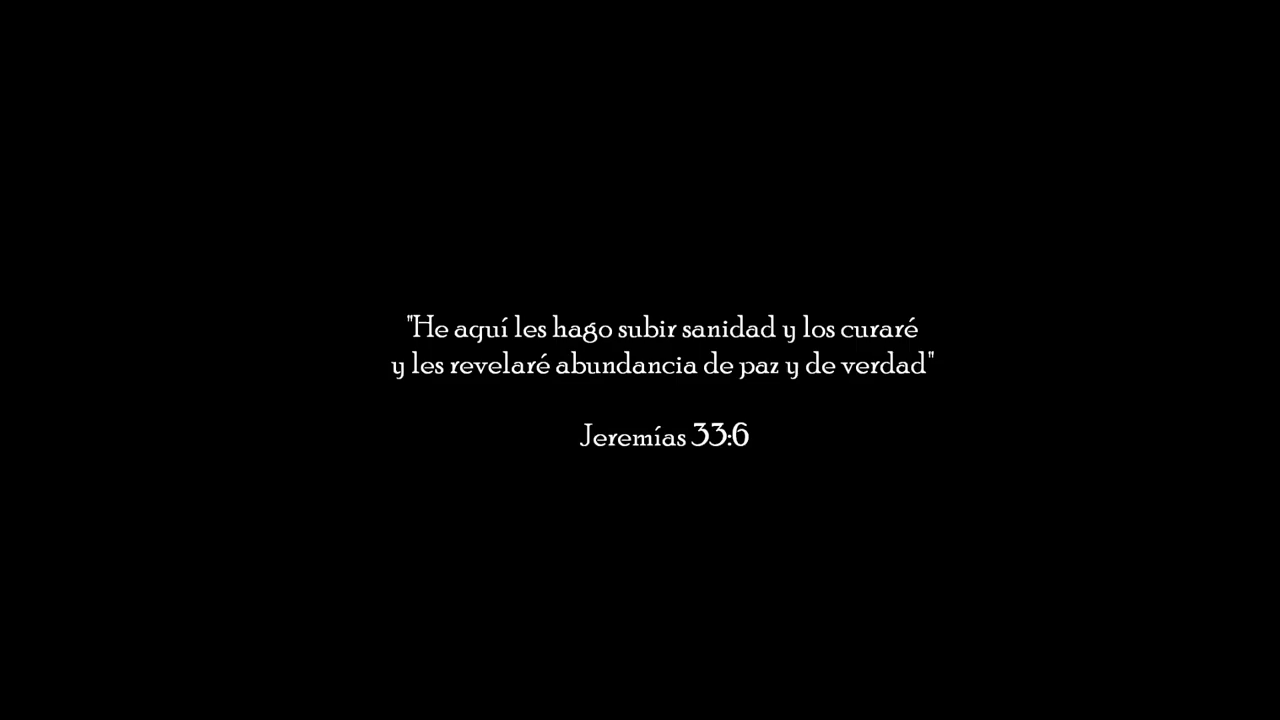 "He aquí les hago subir sanidad y los curaré
y les revelaré abundancia de paz y de verdad"
Jeremías 33:6